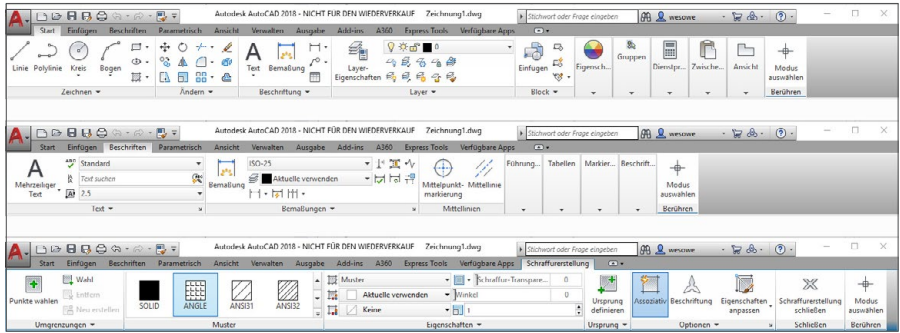 Autodesk AutoCAD 2018 - NICHT FÜR DEN WIEDERVERKAUF Zeichnung1.dwg
Stichwort oder Frage eingeben
wesowe
Start Einfügen Beschriften Parametrisch Ansicht Verwalten Ausgabe Add-ins A360 Express Tools Verfügbare Apps
Linie Polylinie Kreis Bogen
Text Bemaßung
Layer-
Eigenschaften
0
Einfügen
Eigensch...
Gruppen
Dienstpr...
Zwische...
Ansicht
Modus
auswählen
Zeichnen Ändern Beschriftung Layer Block Berühren
Autodesk AutoCAD 2018 - NICHT FÜR DEN WIEDERVERKAUF Zeichnung1.dwg
Stichwort oder Frage eingeben
wesowe
Start Einfügen Beschriften Parametrisch Ansicht Verwalten Ausgabe Add-ins A360 Express Tools Verfügbare Apps
Mehrzeiliger
Text
Standard
Text suchen
2.5
Bemaßung
ISO-25
Aktuelle verwenden
Mittelpunkt-
markierung
Mittellinie
Führung...
Tabellen
Markier...
Beschrift...
Modus
auswählen
Text Bemaßungen Mittellinien Berühren
Autodesk AutoCAD 2018 - NICHT FÜR DEN WIEDERVERKAUF Zeichnung1.dwg
Stichwort oder Frage eingeben
wesowe
Start Einfügen Beschriften Parametrisch Ansicht Verwalten Ausgabe Add-ins A360 Express Tools Verfügbare Apps Schraffurerstellung
Punkte wählen
Wahl
Entfern
Neu erstellen
SOLID ANGLE ANSI31 ANSI32
Muster
Aktuelle verwenden
Keine
Schraffur-Transpare... 0
Winkel 0
1
Ursprung
definieren
Assoziativ
Beschriftung
Eigenschaften
anpassen
Schraffurerstellung
schließen
Modus
auswählen
Umgrenzungen Muster Eigenschaften Ursprung Optionen Schließen Berühren